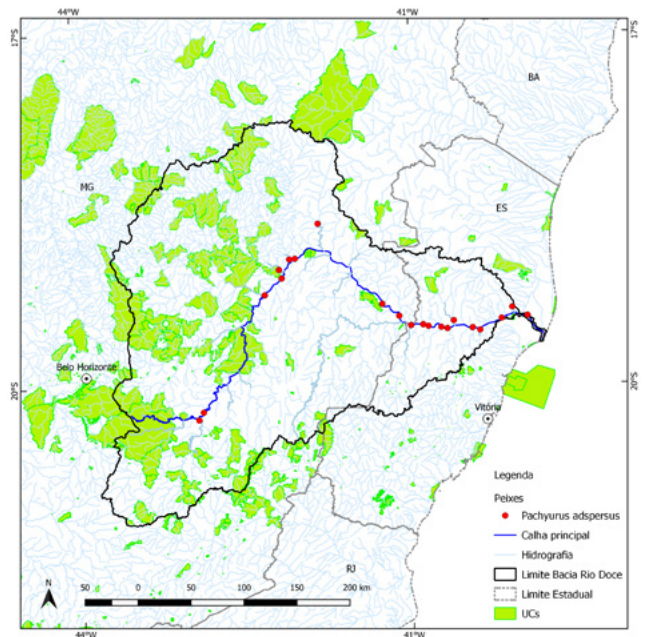 44°W
41°W
17°S
17°S
BA
MG
ES
Belo Horizonte
20°S
20°S
Vitória
Legenda
Peixes
Pachyurus adspersus
Calha principal
Hidrografia
Limite Bacia Rio Doce
Limite Estadual
UCs
RJ
N
50 0 50 100 150 200 km
44°W
41°W